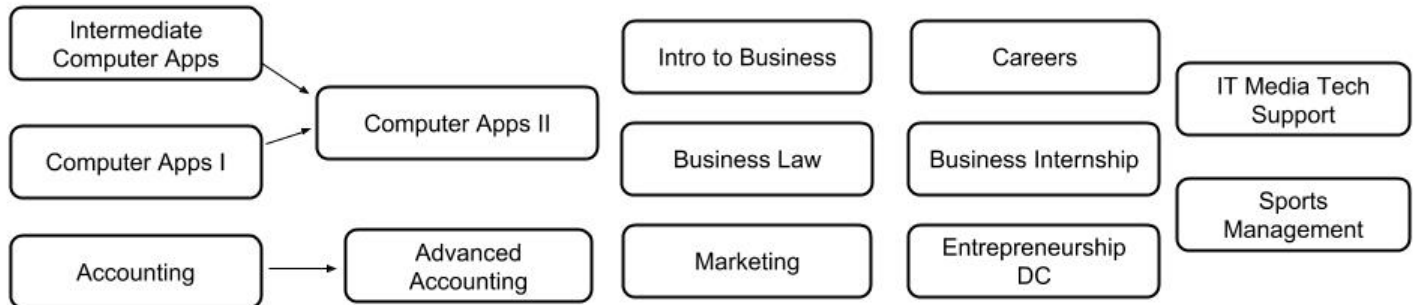 Intermediate
Computer Apps
Computer Apps I
Accounting
Computer Apps II
Advanced
Accounting
Intro to Business
Business Law
Marketing
Careers
Business Internship
Entrepreneurship
DC
IT Media Tech
Support
Sports
Management